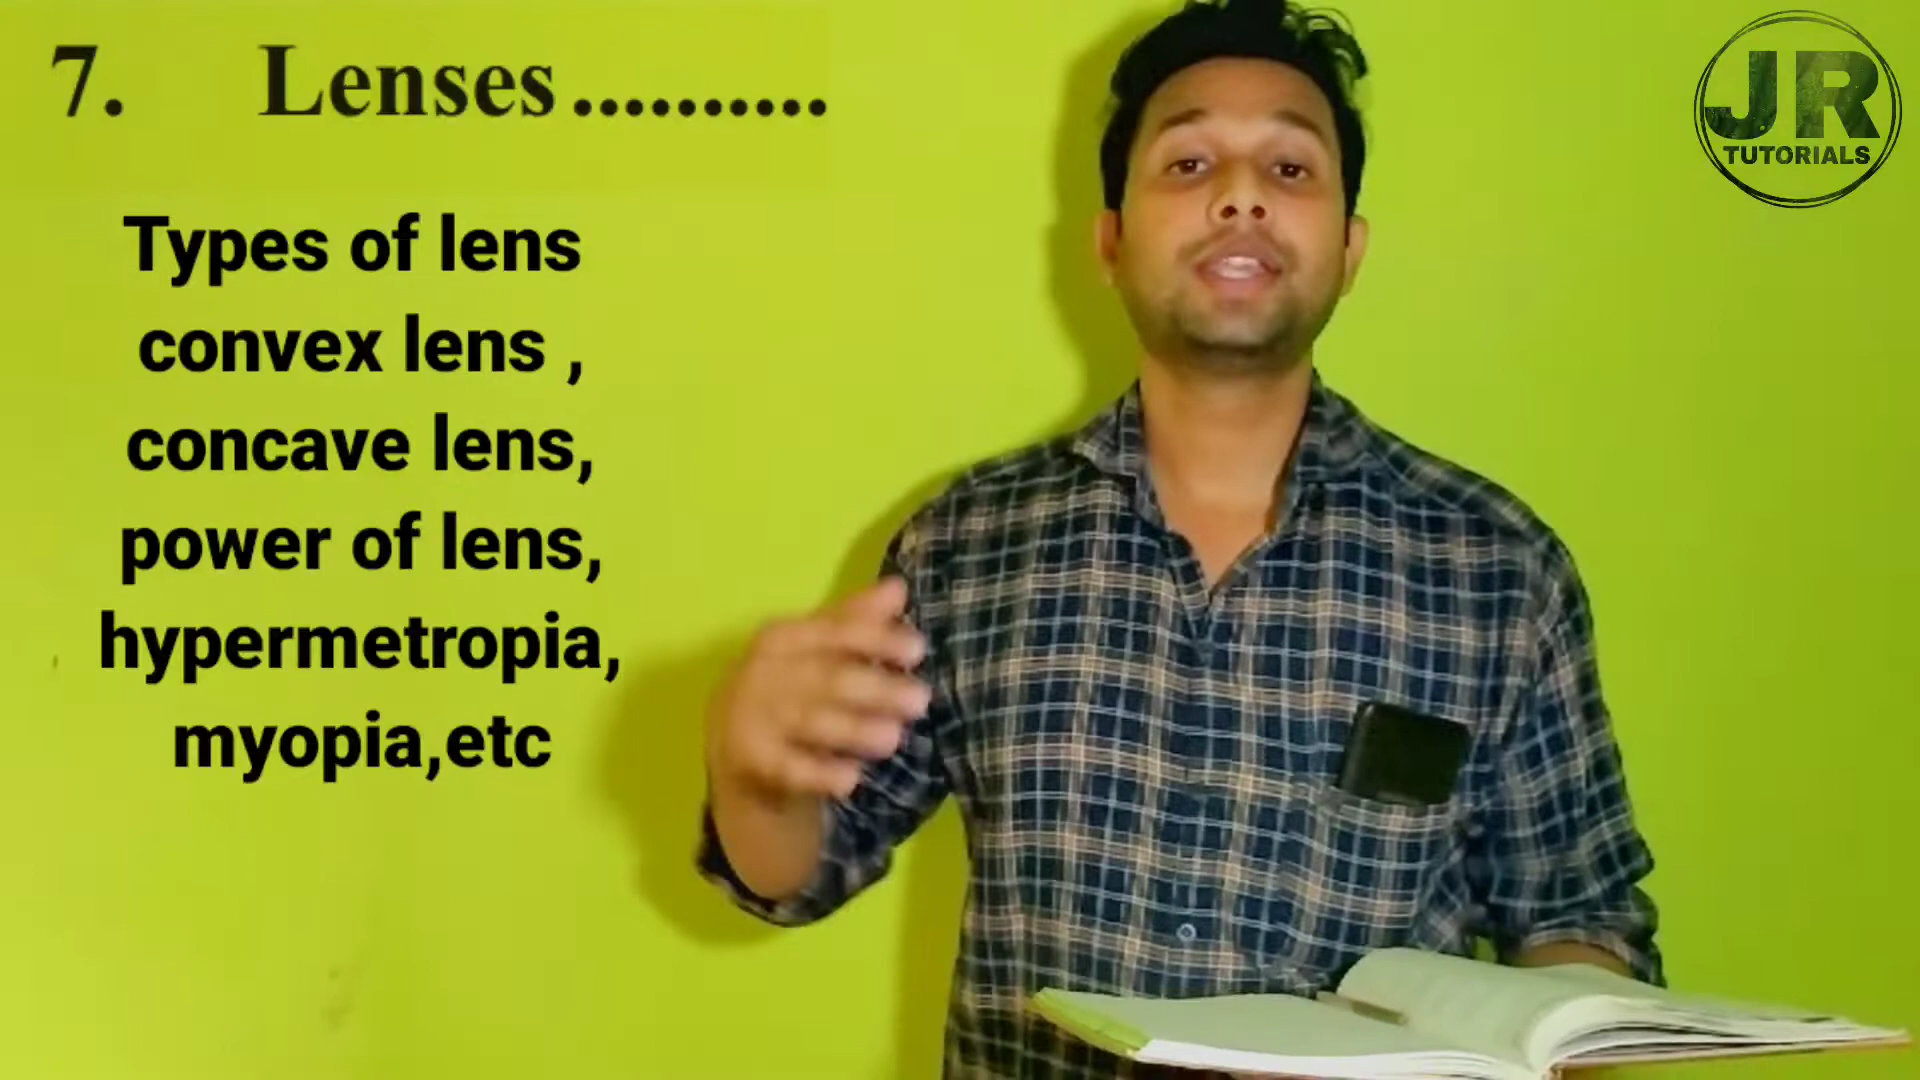 7. Lenses..........
Types of lens
convex lens ,
concave lens,
power of lens,
hypermetropia,
myopia,etc
JR
TUTORIALS